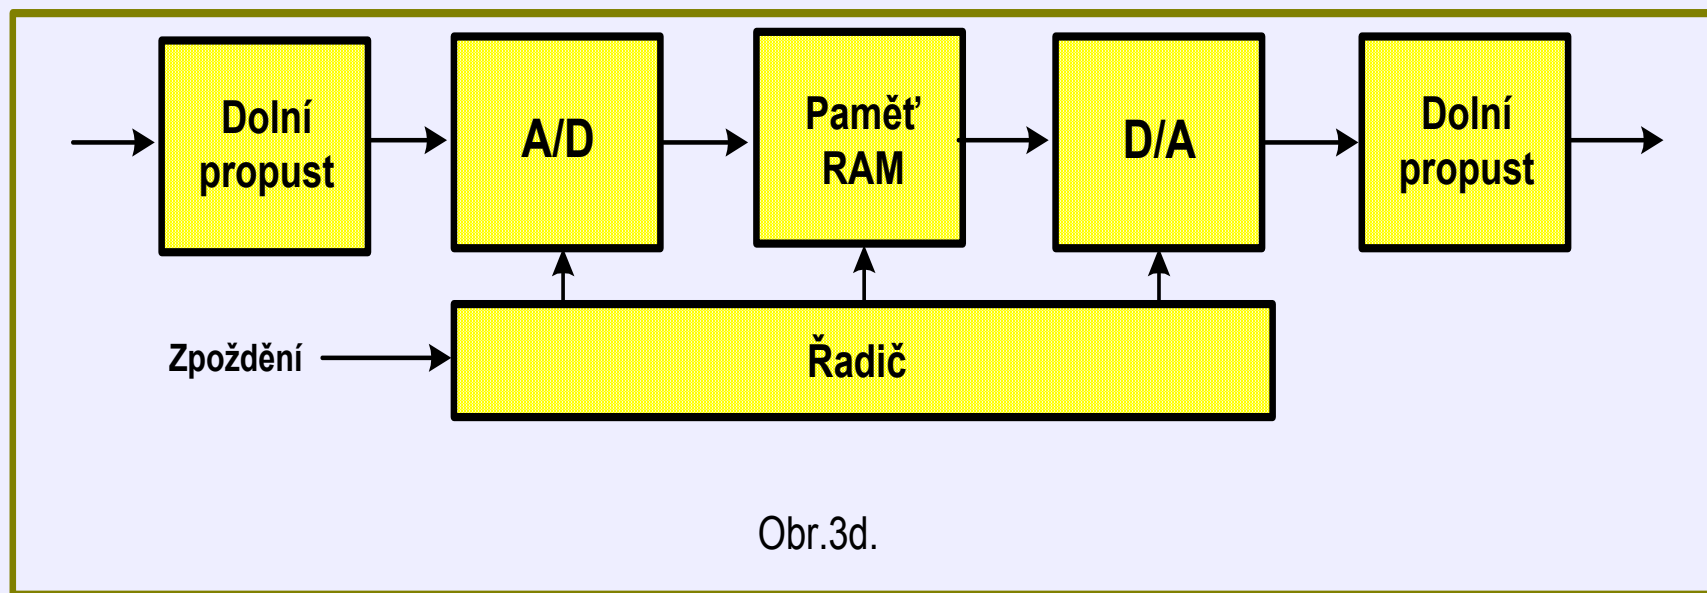 Dolní
propust
A/D
Paměť
RAM
D/A
Dolní
propust
Zpoždění
Řadič
Obr.3d.